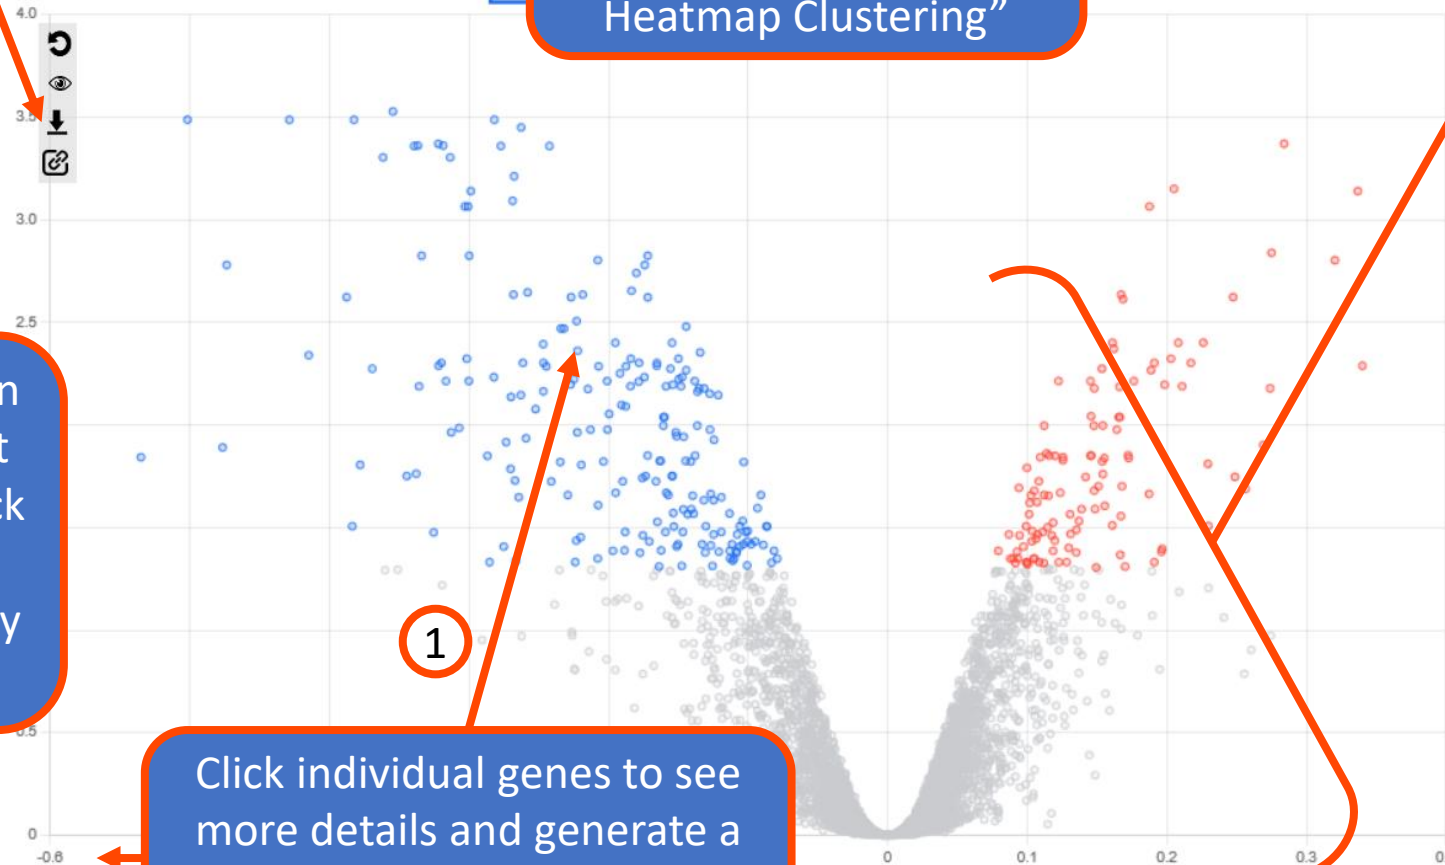 Heatmap Clustering”
4.0
3.5
3.0
2.5
n
t
ck
y
1
0.5
Click individual genes to see
more details and generate a
0
-0.6
0
0.1
0.2
0.3